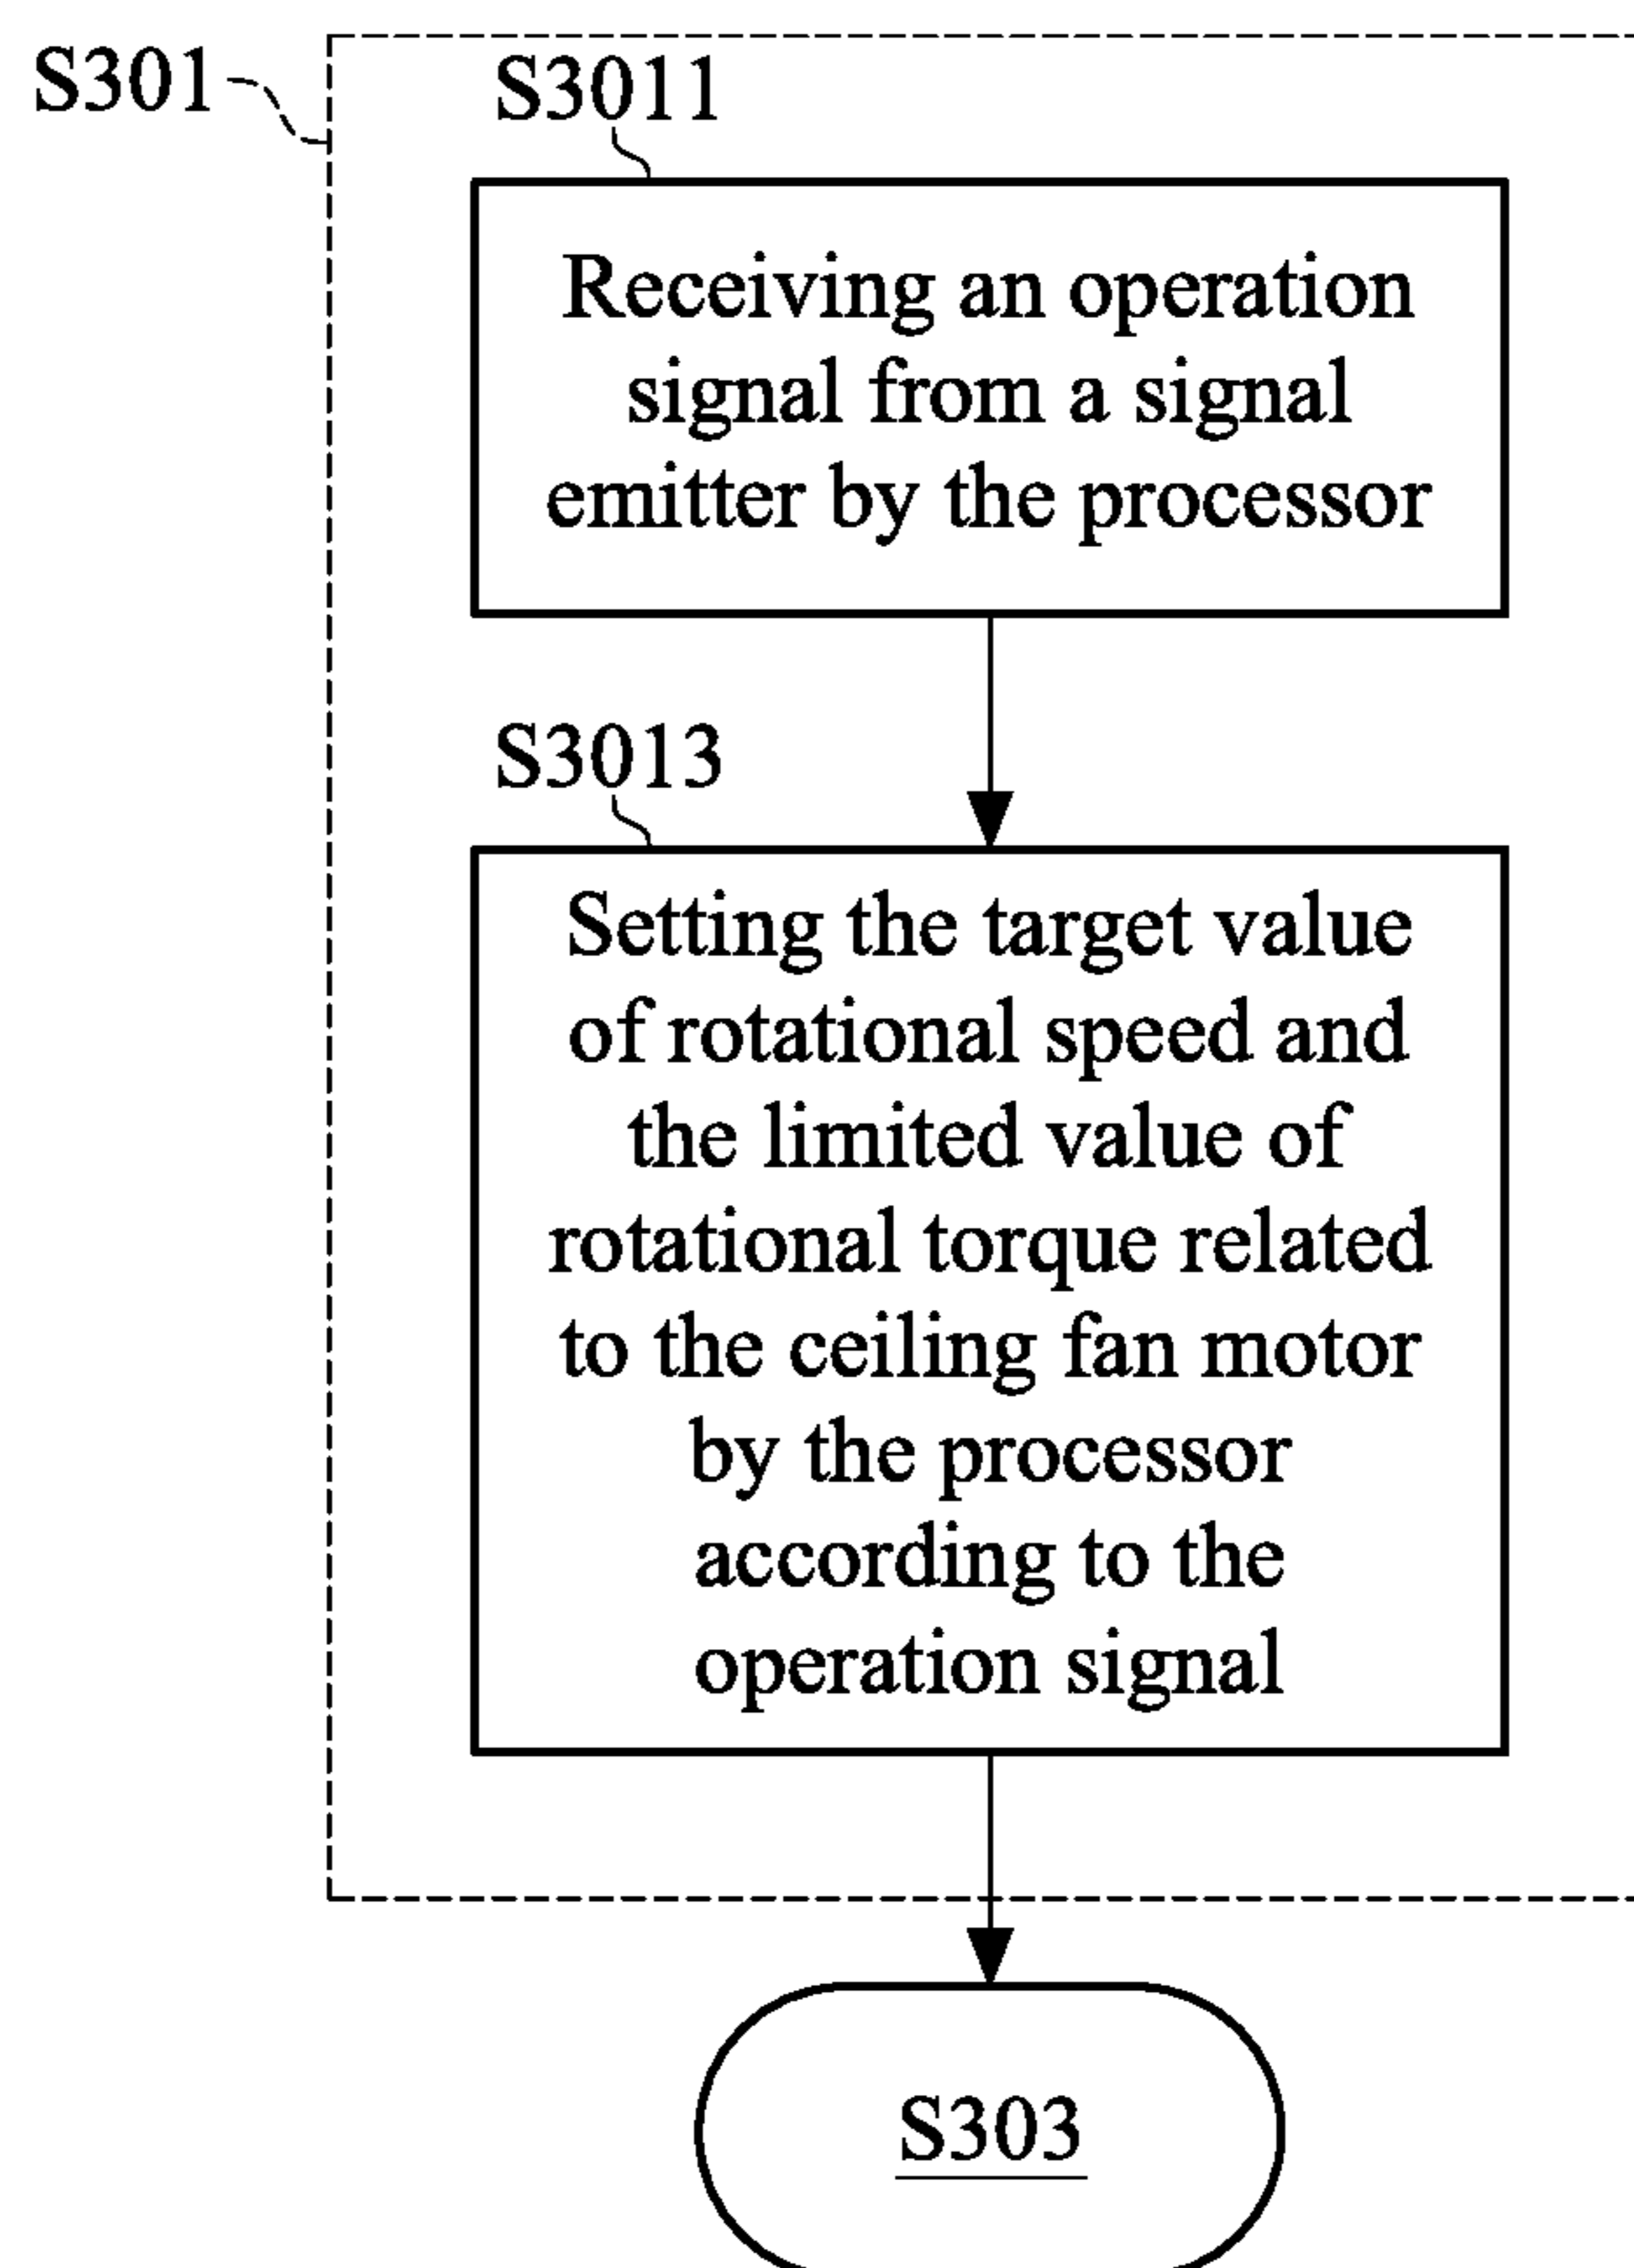 S301
S3011
Receiving an operation
signal from a signal
emitter by the processor
S3013
Setting the target value
of rotational speed and
the limited value of
rotational torque related
to the ceiling fan motor
by the processor
according to the
operation signal
S303